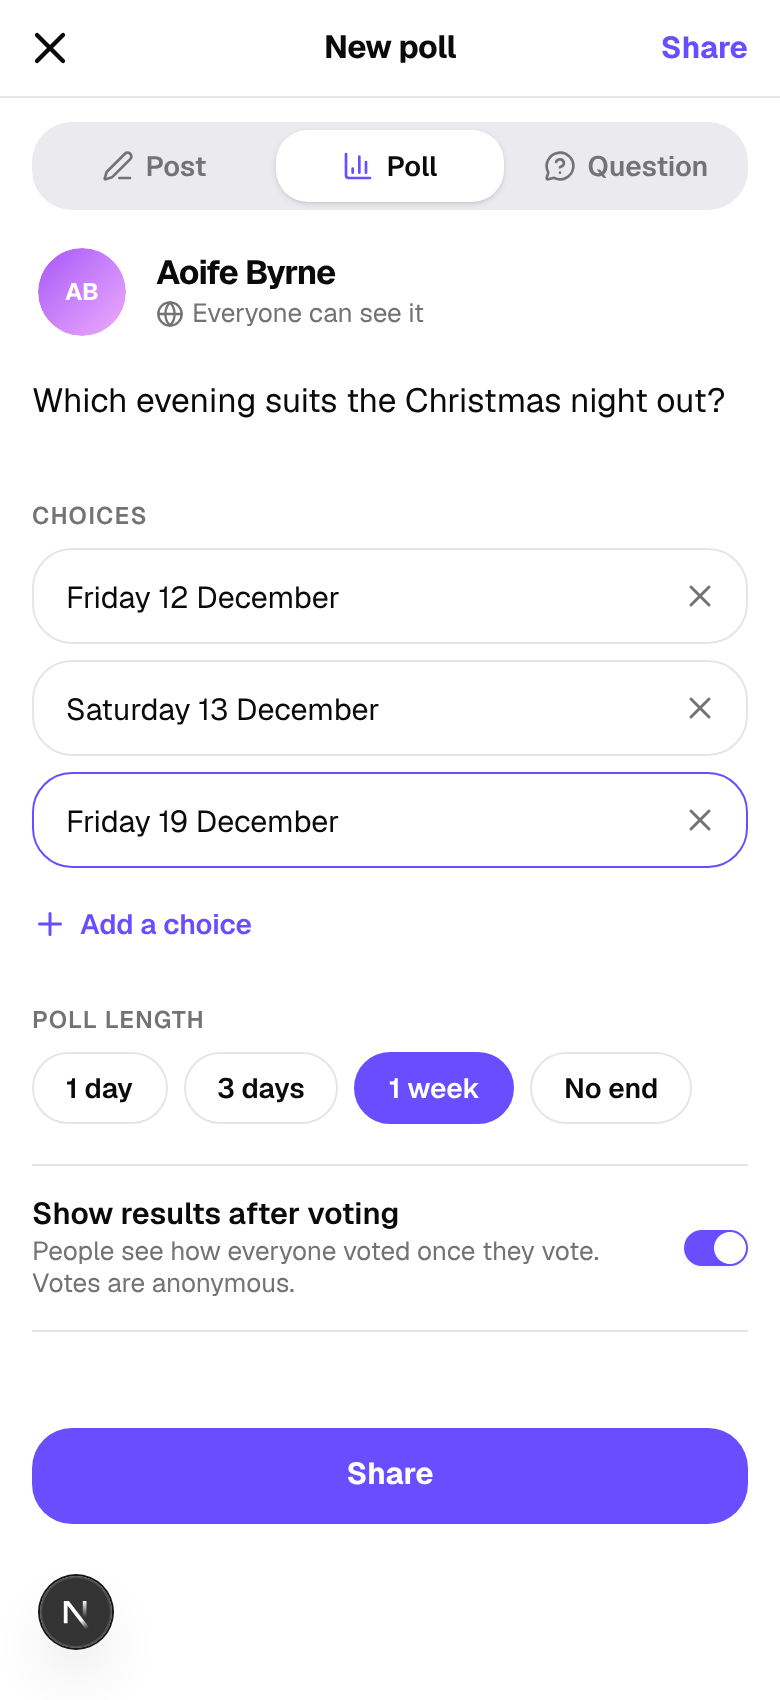 New poll
Share
Post
Poll
Question
AB
Aoife Byrne
Everyone can see it
Which evening suits the Christmas night out?
CHOICES
Friday 12 December
Saturday 13 December
Friday 19 December
Add a choice
POLL LENGTH
1 day
3 days
1 week
No end
Show results after voting
People see how everyone voted once they vote.
Votes are anonymous.
Share
N